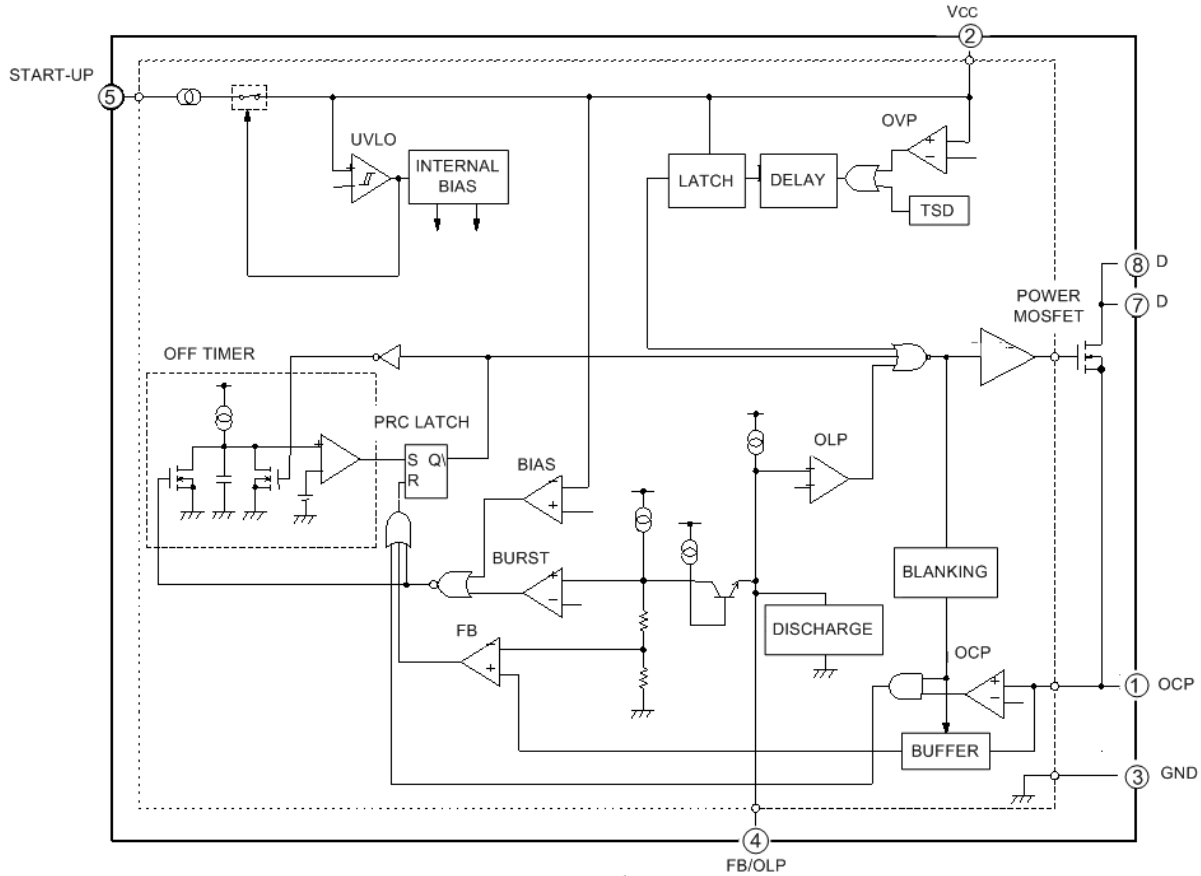 VCC
2
START-UP
5
UVLO
INTERNAL
BIAS
OVP
LATCH
DELAY
TSD
8 D
7 D
POWER
MOSFET
OFF TIMER
PRC LATCH
S Q\
R
BIAS
OLP
BURST
BLANKING
FB
DISCHARGE
OCP
1 OCP
BUFFER
3 GND
4
FB/OLP